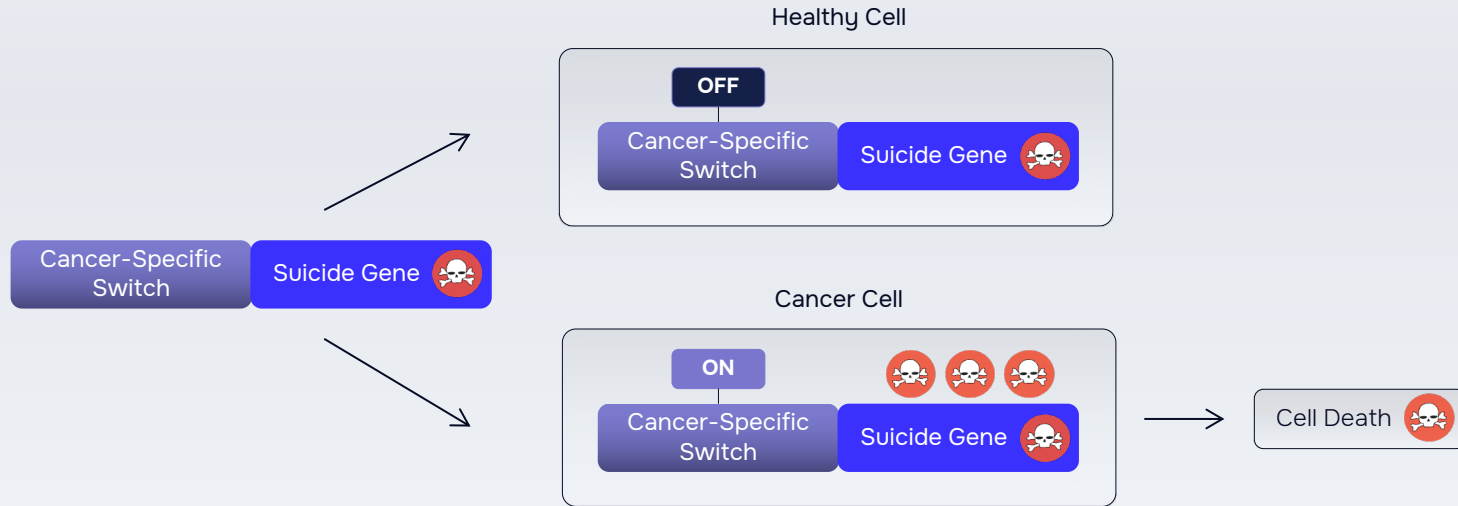 Healthy Cell
OFF
Cancer-Specific
Switch
Suicide Gene
Cancer-Specific
Switch
Suicide Gene
Cancer Cell
ON
Cancer-Specific
Switch
Suicide Gene
Cell Death